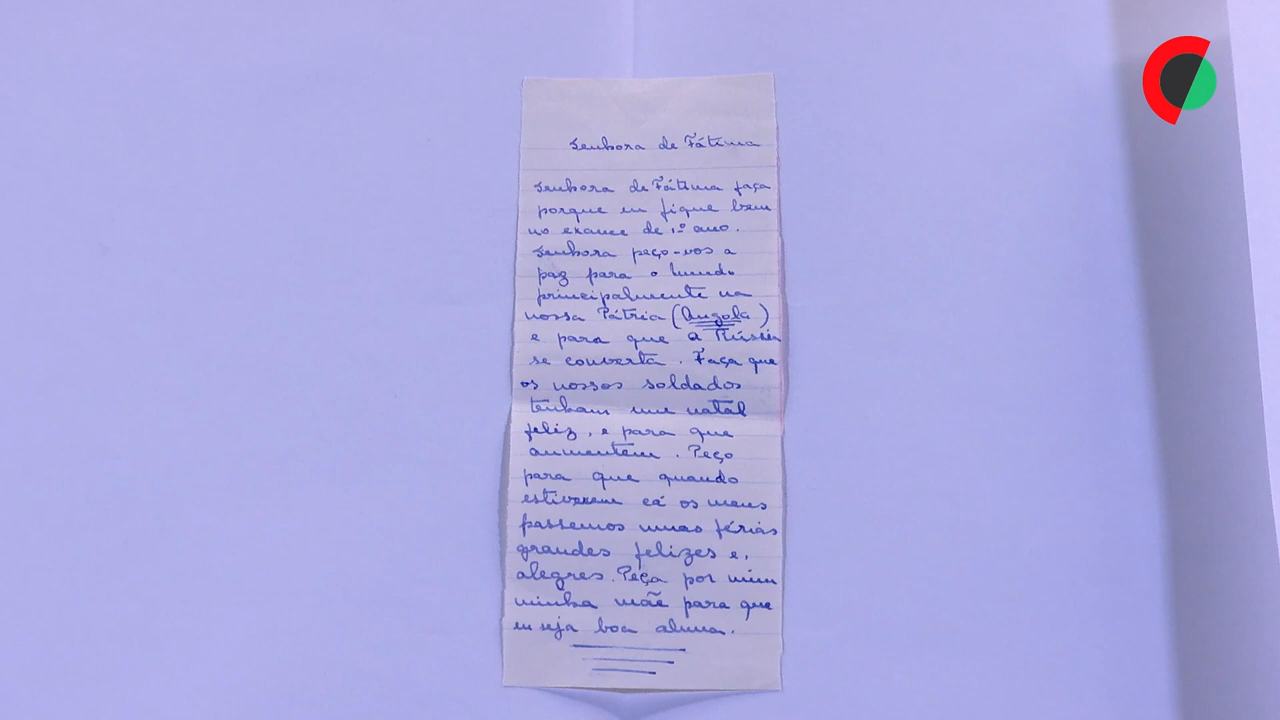 Senhora de Fátima
Senhora de Fátima faça
porque eu fique bem
no exame de 1º ano.
Senhora peço-vos a
paz para o mundo
principalmente na
nossa Pátria (Angola)
e para que a Rússia
se converta. Faça que
os nossos soldados
tenham um natal
feliz, e para que
aumentem. Peço
para que quando
estiverem cá os meus
passemos umas férias
grandes felizes e,
alegres. Peça por mim
minha mãe para que
eu seja boa aluna.